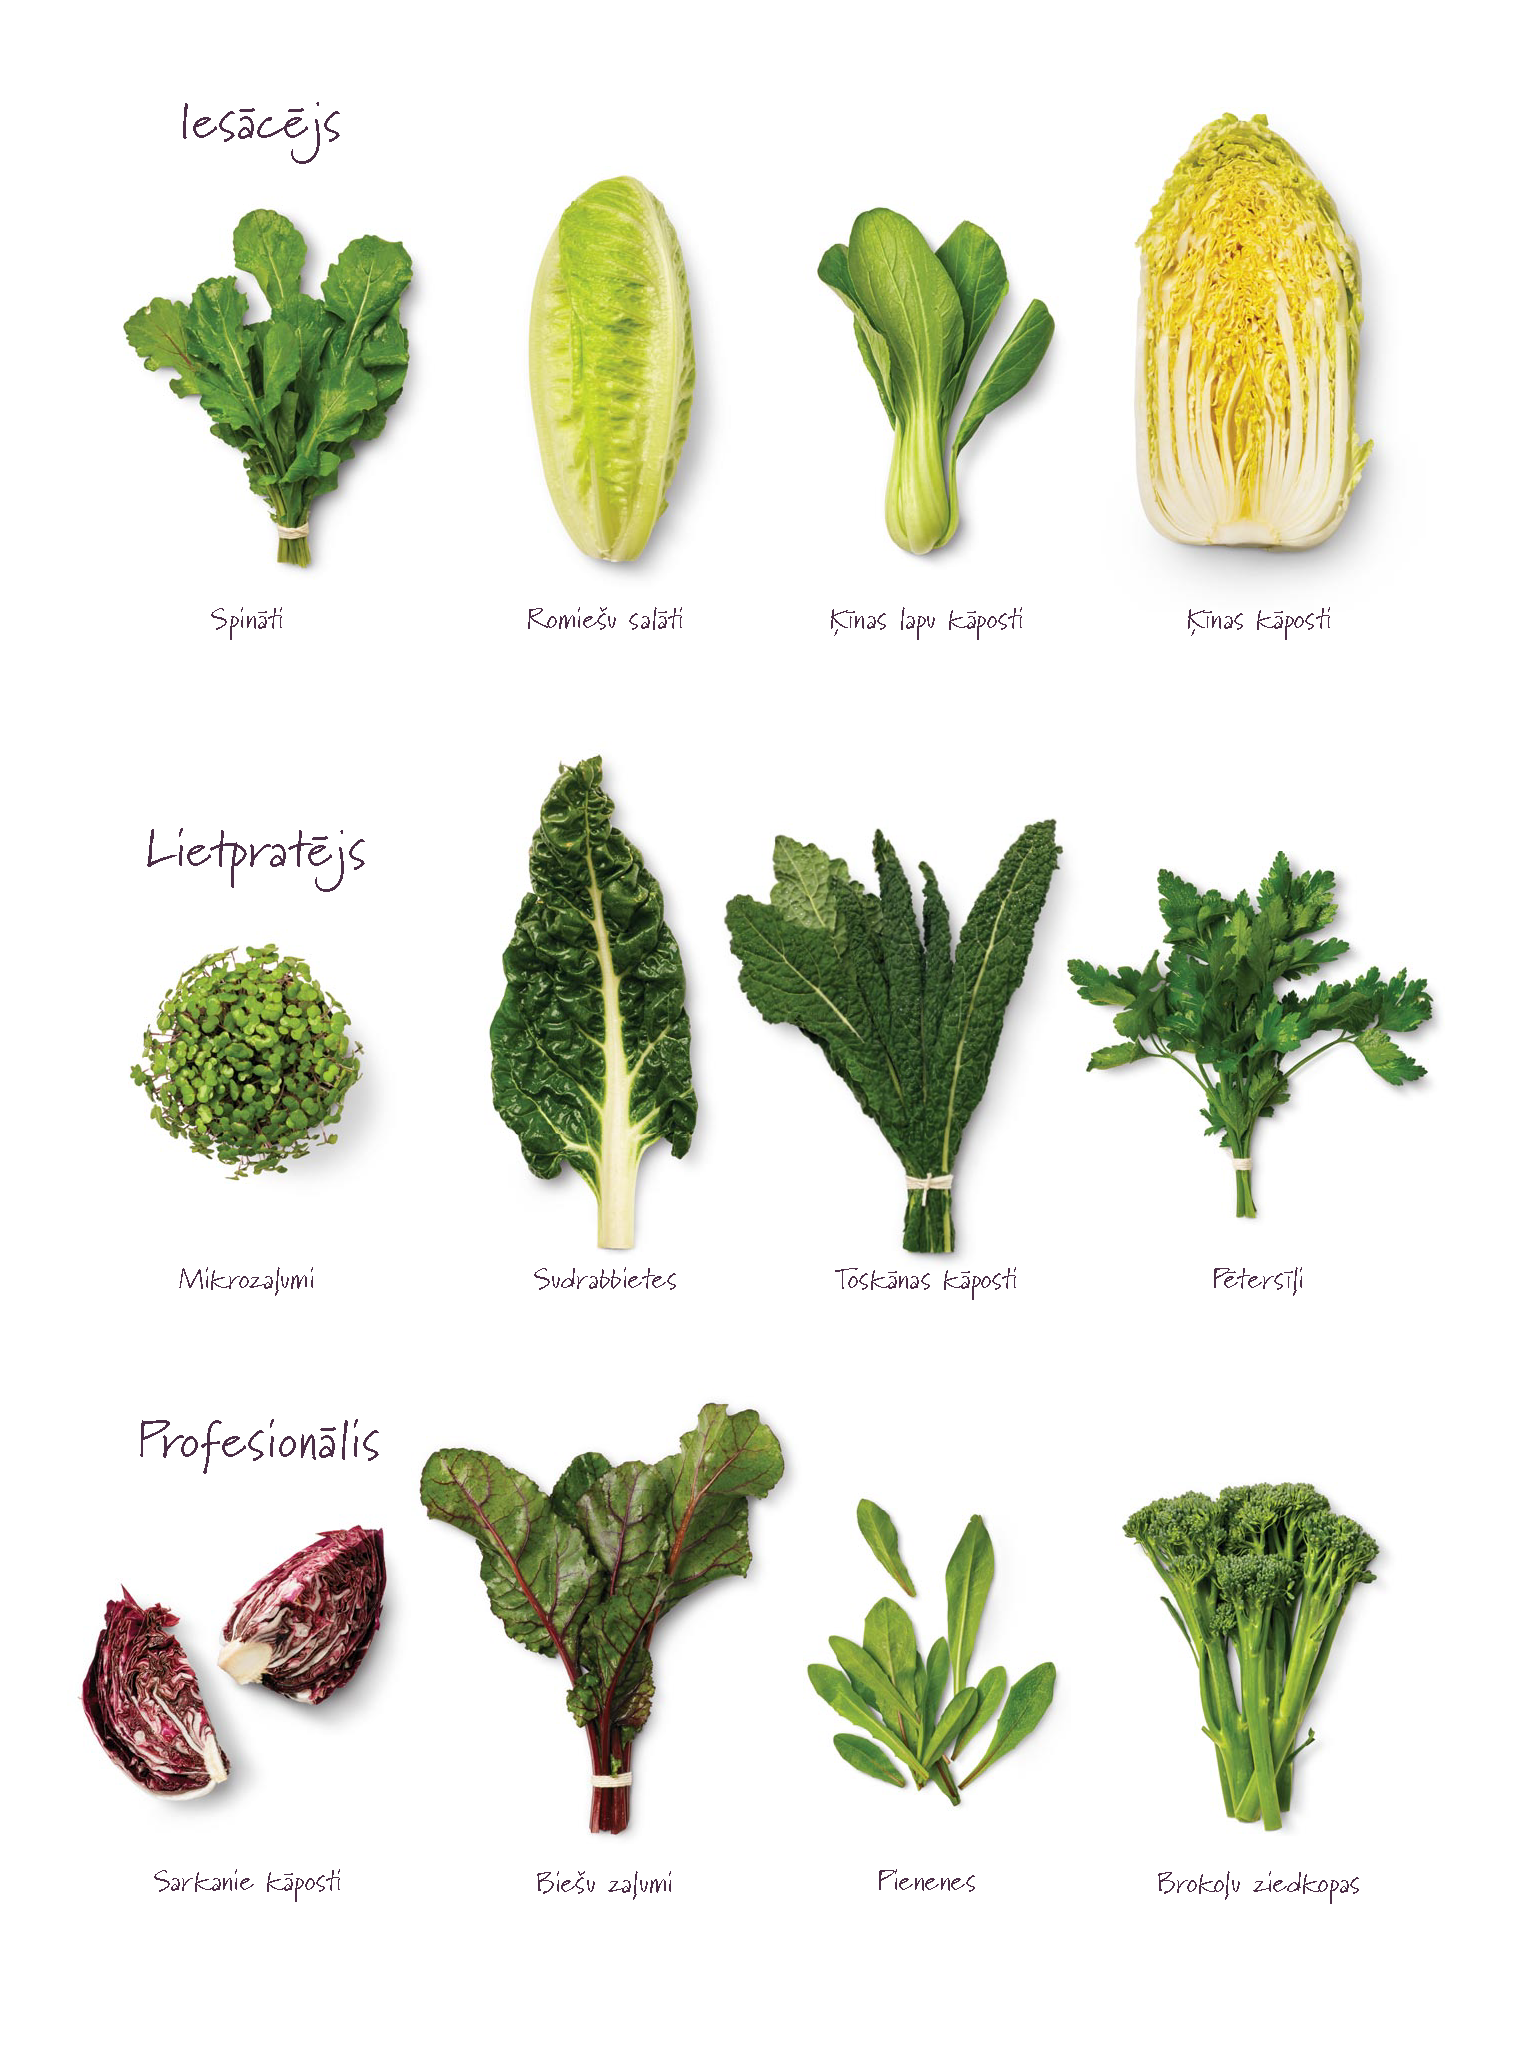 Iesācējs
Spināti
Romiešu salāti
Ķīnas lapu kāposti
Ķīnas kāposti
Lietpratējs
Mikrozaļumi
Sudrabbietes
Toskānas kāposti
Pētersīļi
Profesionālis
Sarkanie kāposti
Biešu zaļumi
Pienenes
Brokoļu ziedkopas